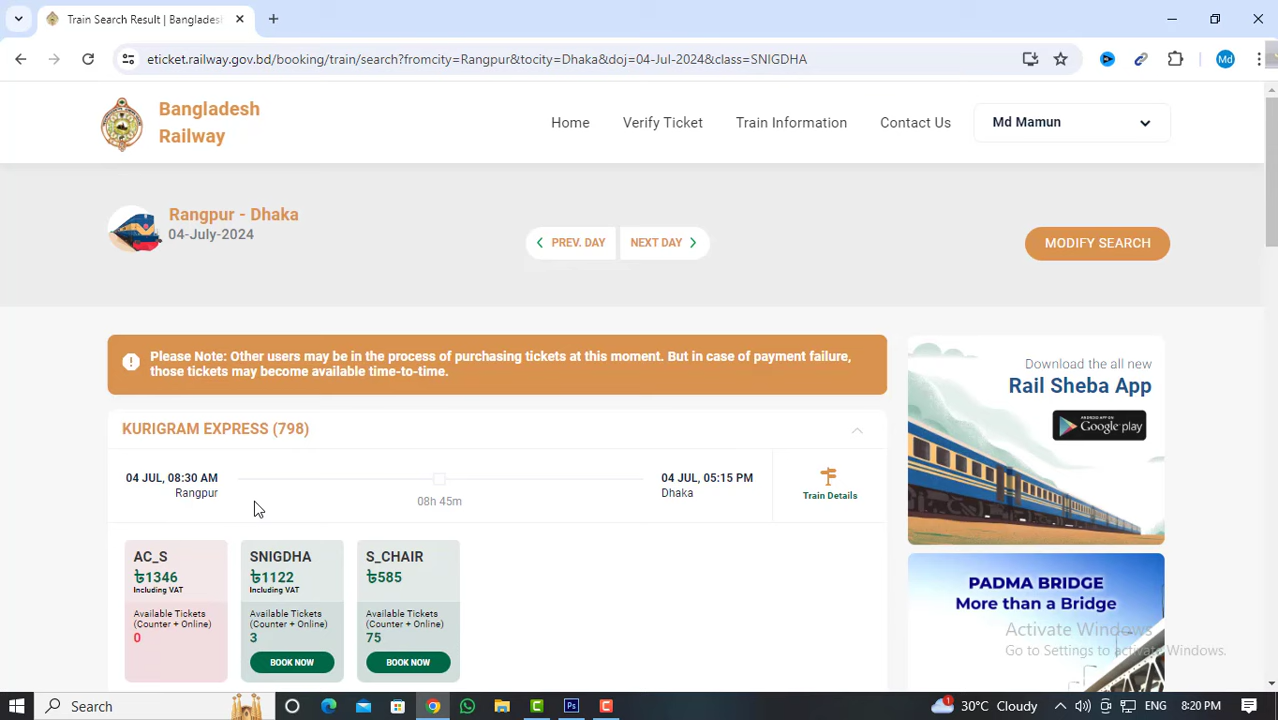 Train Search Result | Bangladesh
eticket.railway.gov.bd/booking/train/search?fromcity=Rangpur&tocity=Dhaka&doj=04-Jul-2024&class=SNIGDHA
Md
Bangladesh
Railway
Home
Verify Ticket
Train Information
Contact Us
Md Mamun
Rangpur - Dhaka
04-July-2024
PREV. DAY
NEXT DAY
MODIFY SEARCH
Please Note: Other users may be in the process of purchasing tickets at this moment. But in case of payment failure,
those tickets may become available time-to-time.
Download the all new
Rail Sheba App
ANDROID APP ON
Google play
KURIGRAM EXPRESS (798)
04 JUL, 08:30 AM
Rangpur
08h 45m
04 JUL, 05:15 PM
Dhaka
Train Details
AC_S
৳1346
Including VAT
Available Tickets
(Counter + Online)
0
SNIGDHA
৳1122
Including VAT
Available Tickets
(Counter + Online)
3
BOOK NOW
S_CHAIR
৳585
Available Tickets
(Counter + Online)
75
BOOK NOW
PADMA BRIDGE
More than a Bridge
Activate Windows
Go to Settings to activate Windows.
Search
Ps
1
30°C Cloudy
ENG
8:20 PM